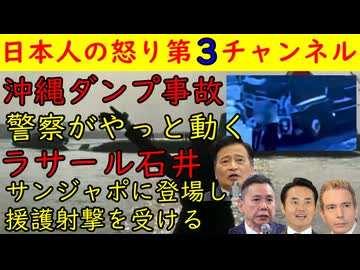 日本人の怒り第3チャンネル
沖縄ダンプ事故
警察がやっと動く
ラサール石井
サンジャポに登場し
援護射撃を受ける